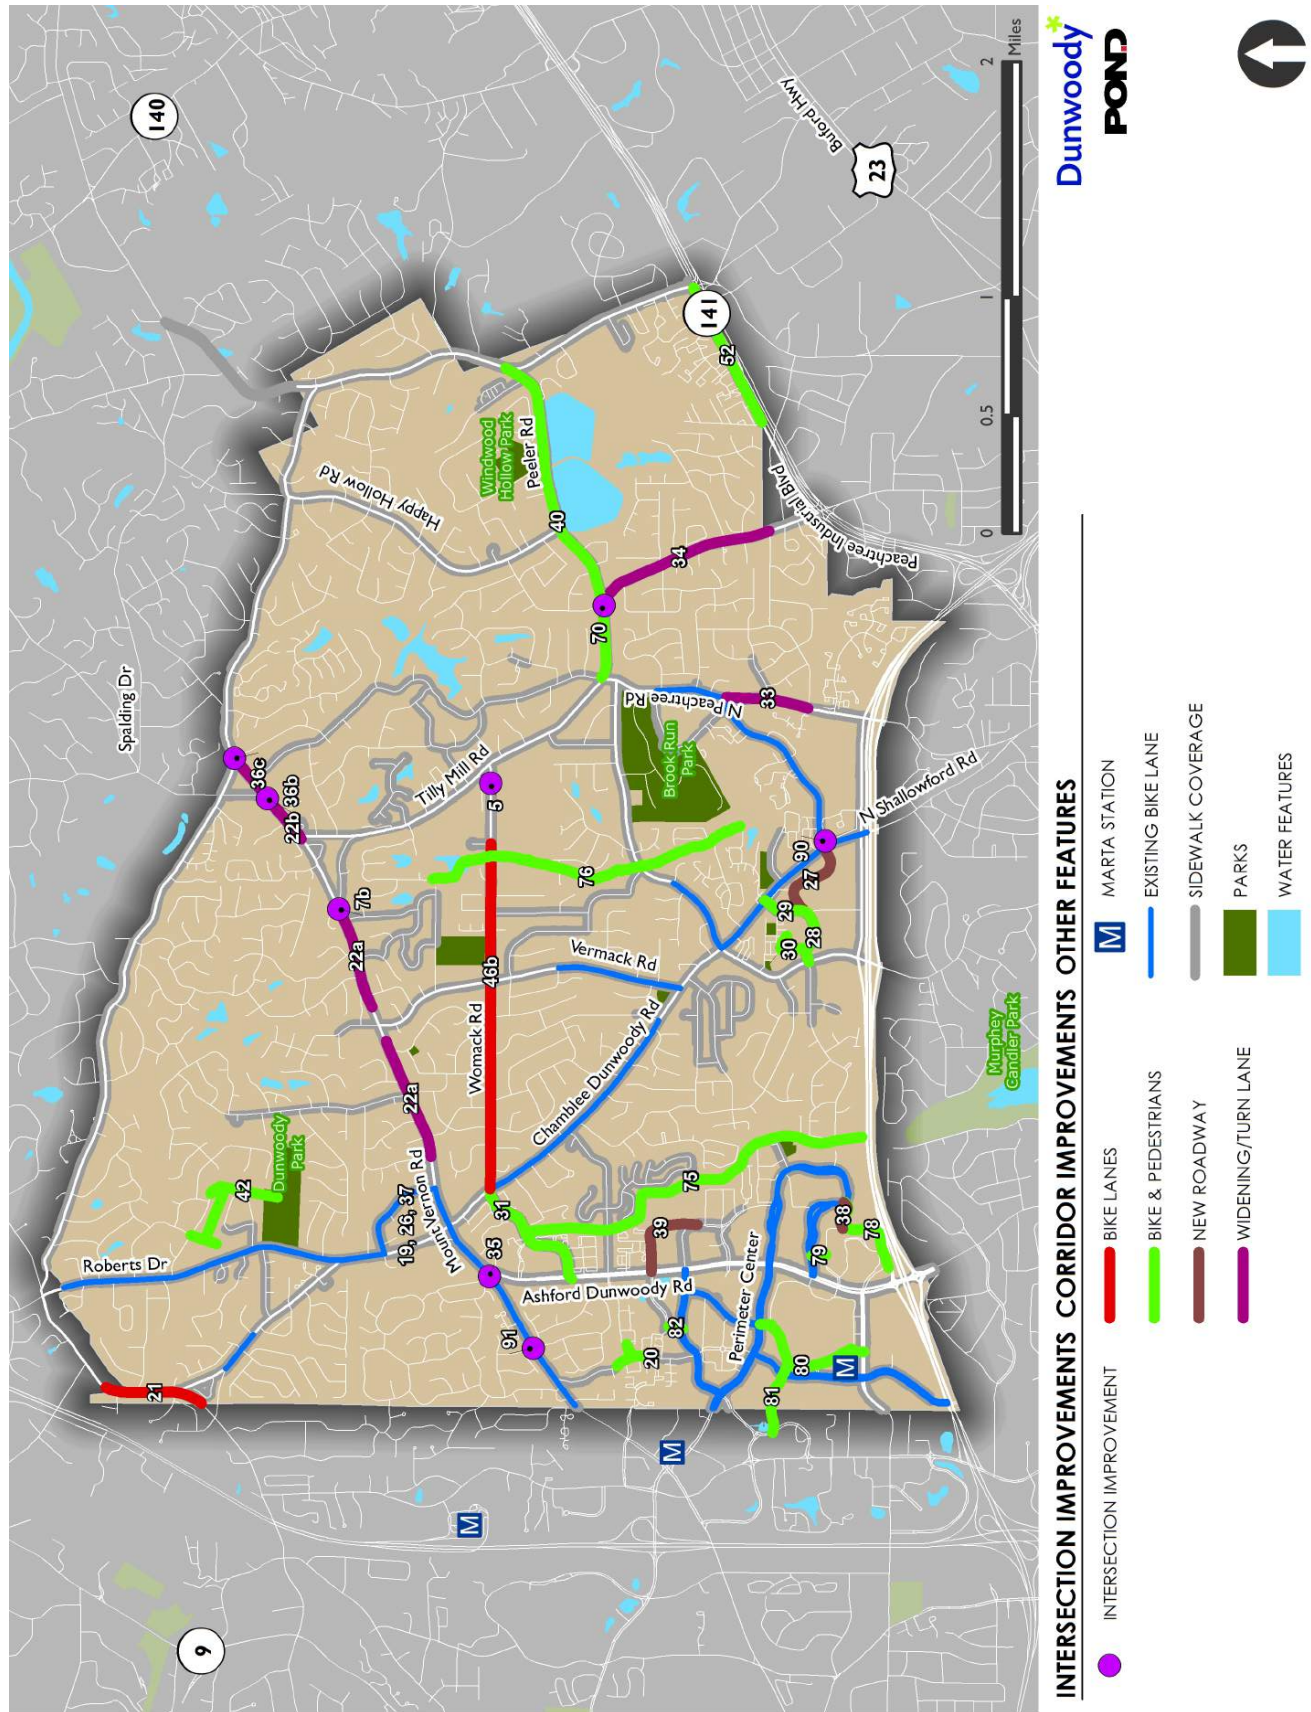 9
140
23
141
Spalding Dr
Roberts Dr
Dunwoody
Park
Happy Hollow Rd
Windwood
Hollow Park
Peeler Rd
Tilly Mill Rd
Womack Rd
Mount Vernon Rd
Vermack Rd
Chamblee Dunwoody Rd
Ashford Dunwoody Rd
Perimeter Center
Brook Run
Park
N Peachtree Rd
N
N Shallowford Rd
Peachtree Industrial Blvd
Buford Hwy
Murphey
Candler Park
21
42
19, 26, 37
22a
22a
7b
22b
36b
36c
5
46b
76
31
35
91
75
39
20
82
80
81
79
78
38
30
28
29
27
90
33
34
70
40
52
M
M
M
0
0.5
1
2
Miles
INTERSECTION IMPROVEMENTS
INTERSECTION IMPROVEMENT
CORRIDOR IMPROVEMENTS
BIKE LANES
BIKE & PEDESTRIANS
NEW ROADWAY
WIDENING/TURN LANE
OTHER FEATURES
M MARTA STATION
EXISTING BIKE LANE
SIDEWALK COVERAGE
PARKS
WATER FEATURES
Dunwoody*
POND